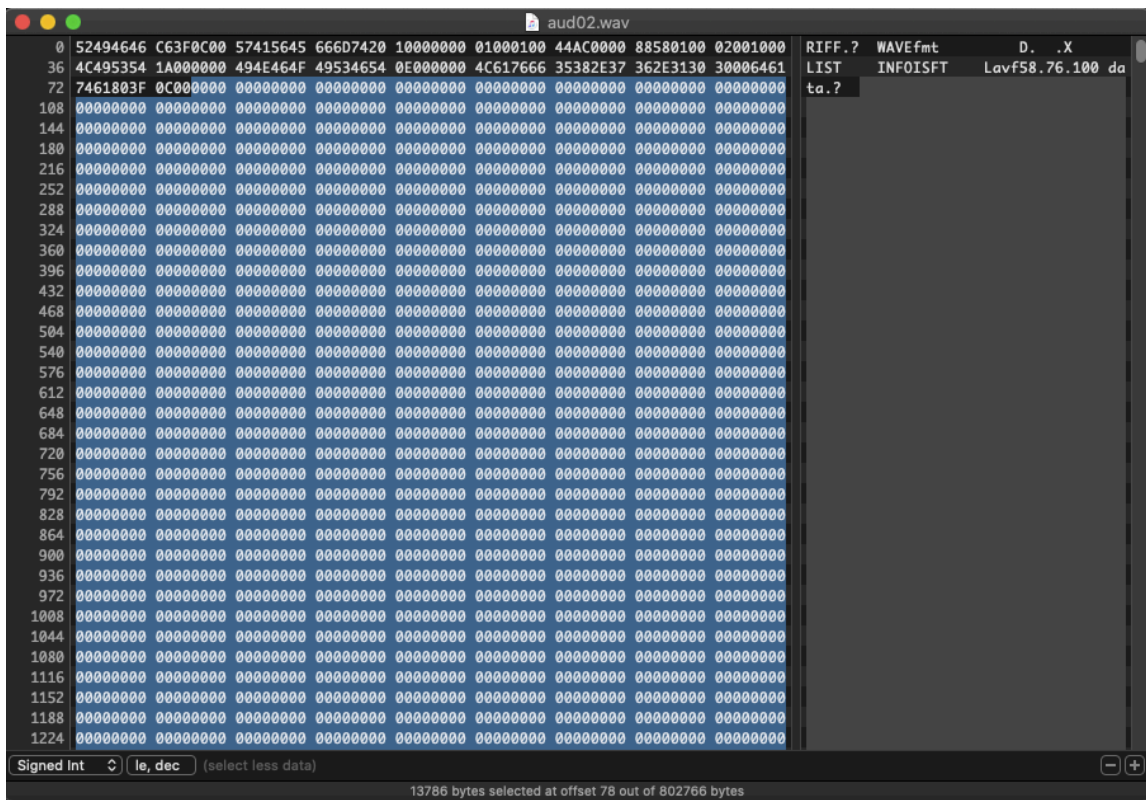 aud02.wav
0 52494646 C63F0C00 57415645 666D7420 10000000 01000100 44AC0000 88580100 02001000 RIFF.? WAVEfmt D. .X
36 4C495354 1A000000 494E464F 49534654 0E000000 4C617666 35382E37 362E3130 30006461 LIST INFOISFT Lavf58.76.100 da
72 7461803F 0C000000 00000000 00000000 00000000 00000000 00000000 00000000 00000000 ta.?
108 00000000 00000000 00000000 00000000 00000000 00000000 00000000 00000000 00000000
144 00000000 00000000 00000000 00000000 00000000 00000000 00000000 00000000 00000000
180 00000000 00000000 00000000 00000000 00000000 00000000 00000000 00000000 00000000
216 00000000 00000000 00000000 00000000 00000000 00000000 00000000 00000000 00000000
252 00000000 00000000 00000000 00000000 00000000 00000000 00000000 00000000 00000000
288 00000000 00000000 00000000 00000000 00000000 00000000 00000000 00000000 00000000
324 00000000 00000000 00000000 00000000 00000000 00000000 00000000 00000000 00000000
360 00000000 00000000 00000000 00000000 00000000 00000000 00000000 00000000 00000000
396 00000000 00000000 00000000 00000000 00000000 00000000 00000000 00000000 00000000
432 00000000 00000000 00000000 00000000 00000000 00000000 00000000 00000000 00000000
468 00000000 00000000 00000000 00000000 00000000 00000000 00000000 00000000 00000000
504 00000000 00000000 00000000 00000000 00000000 00000000 00000000 00000000 00000000
540 00000000 00000000 00000000 00000000 00000000 00000000 00000000 00000000 00000000
576 00000000 00000000 00000000 00000000 00000000 00000000 00000000 00000000 00000000
612 00000000 00000000 00000000 00000000 00000000 00000000 00000000 00000000 00000000
648 00000000 00000000 00000000 00000000 00000000 00000000 00000000 00000000 00000000
684 00000000 00000000 00000000 00000000 00000000 00000000 00000000 00000000 00000000
720 00000000 00000000 00000000 00000000 00000000 00000000 00000000 00000000 00000000
756 00000000 00000000 00000000 00000000 00000000 00000000 00000000 00000000 00000000
792 00000000 00000000 00000000 00000000 00000000 00000000 00000000 00000000 00000000
828 00000000 00000000 00000000 00000000 00000000 00000000 00000000 00000000 00000000
864 00000000 00000000 00000000 00000000 00000000 00000000 00000000 00000000 00000000
900 00000000 00000000 00000000 00000000 00000000 00000000 00000000 00000000 00000000
936 00000000 00000000 00000000 00000000 00000000 00000000 00000000 00000000 00000000
972 00000000 00000000 00000000 00000000 00000000 00000000 00000000 00000000 00000000
1008 00000000 00000000 00000000 00000000 00000000 00000000 00000000 00000000 00000000
1044 00000000 00000000 00000000 00000000 00000000 00000000 00000000 00000000 00000000
1080 00000000 00000000 00000000 00000000 00000000 00000000 00000000 00000000 00000000
1116 00000000 00000000 00000000 00000000 00000000 00000000 00000000 00000000 00000000
1152 00000000 00000000 00000000 00000000 00000000 00000000 00000000 00000000 00000000
1188 00000000 00000000 00000000 00000000 00000000 00000000 00000000 00000000 00000000
1224 00000000 00000000 00000000 00000000 00000000 00000000 00000000 00000000 00000000
Signed Int le, dec (select less data)
13786 bytes selected at offset 78 out of 802766 bytes